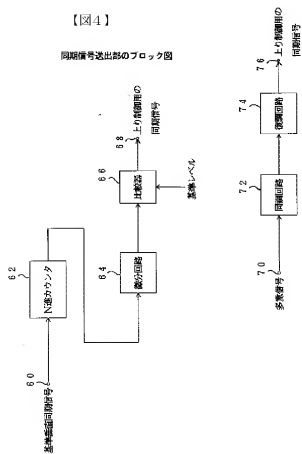 【図4】
同期信号送出部のブロック図
基準垂直同期信号
60
62
N進カウンタ
64
微分回路
66
比較器
基準レベル
68
上り制御用の
同期信号
多重信号
70
72
同調回路
74
復調回路
76
上り制御用の
同期信号